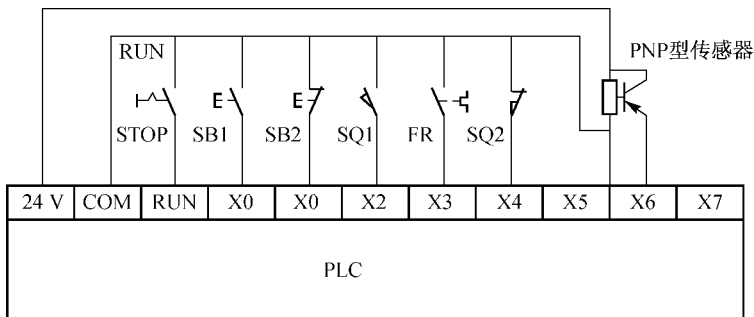 RUN
PNP型传感器
STOP SB1 SB2 SQ1 FR SQ2
24 V COM RUN X0 X0 X2 X3 X4 X5 X6 X7
PLC